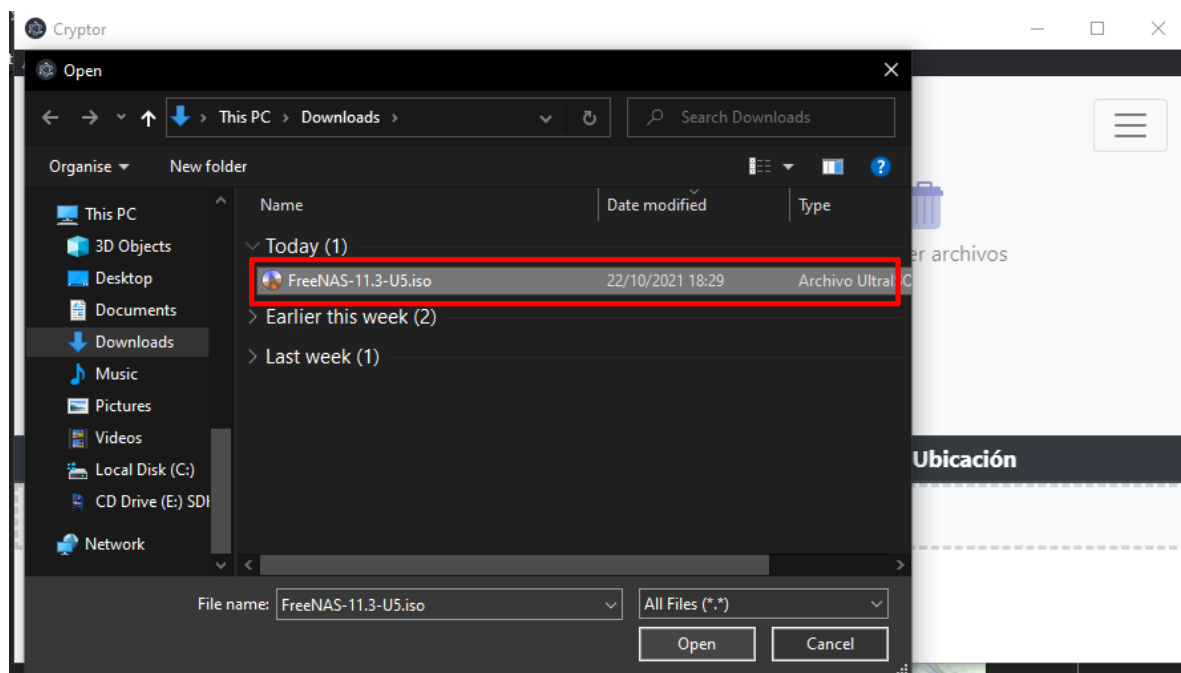 Cryptor
Open
This PC > Downloads >
Search Downloads
Organise
New folder
Name
Date modified
Type
This PC
3D Objects
Desktop
Documents
Downloads
Music
Pictures
Videos
Local Disk (C:)
CD Drive (E:)
Network
Today (1)
FreeNAS-11.3-U5.iso
22/10/2021 18:29
Archivo
Earlier this week (2)
Last week (1)
archivos
Ubicación
File name:
FreeNAS-11.3-U5.iso
All Files (*.*)
Open
Cancel